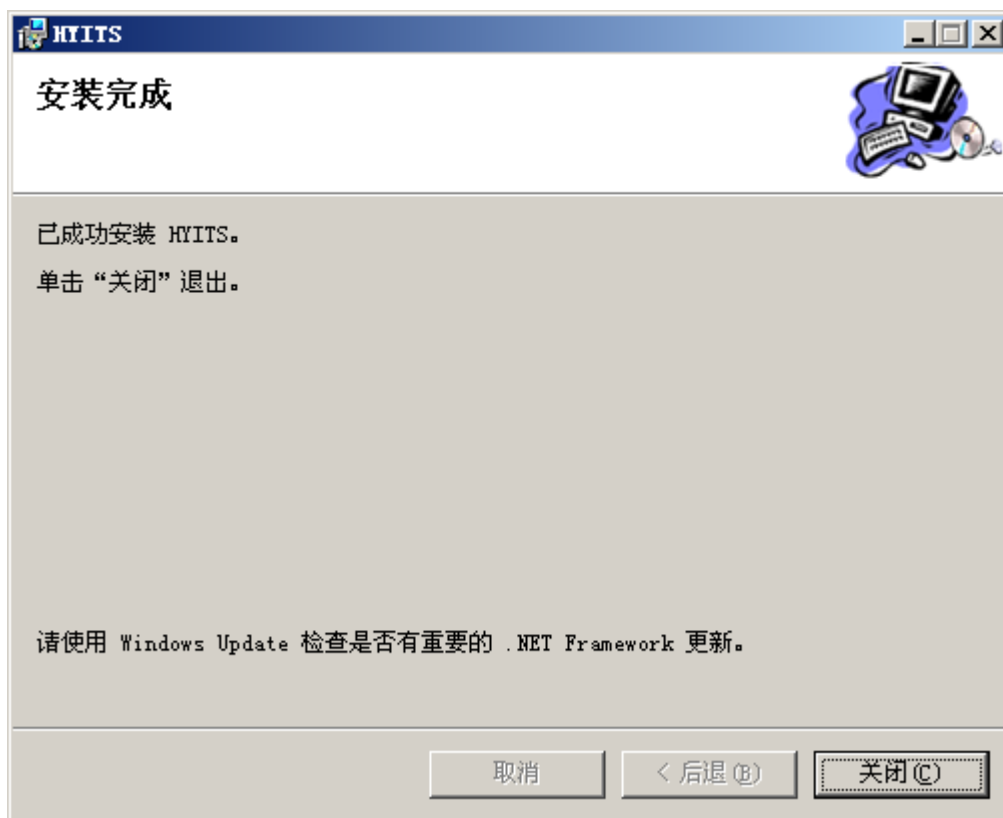 HYITS
安装完成
已成功安装 HYITS。
单击“关闭”退出。
请使用 Windows Update 检查是否有重要的 .NET Framework 更新。
取消
< 后退(B)
关闭(C)